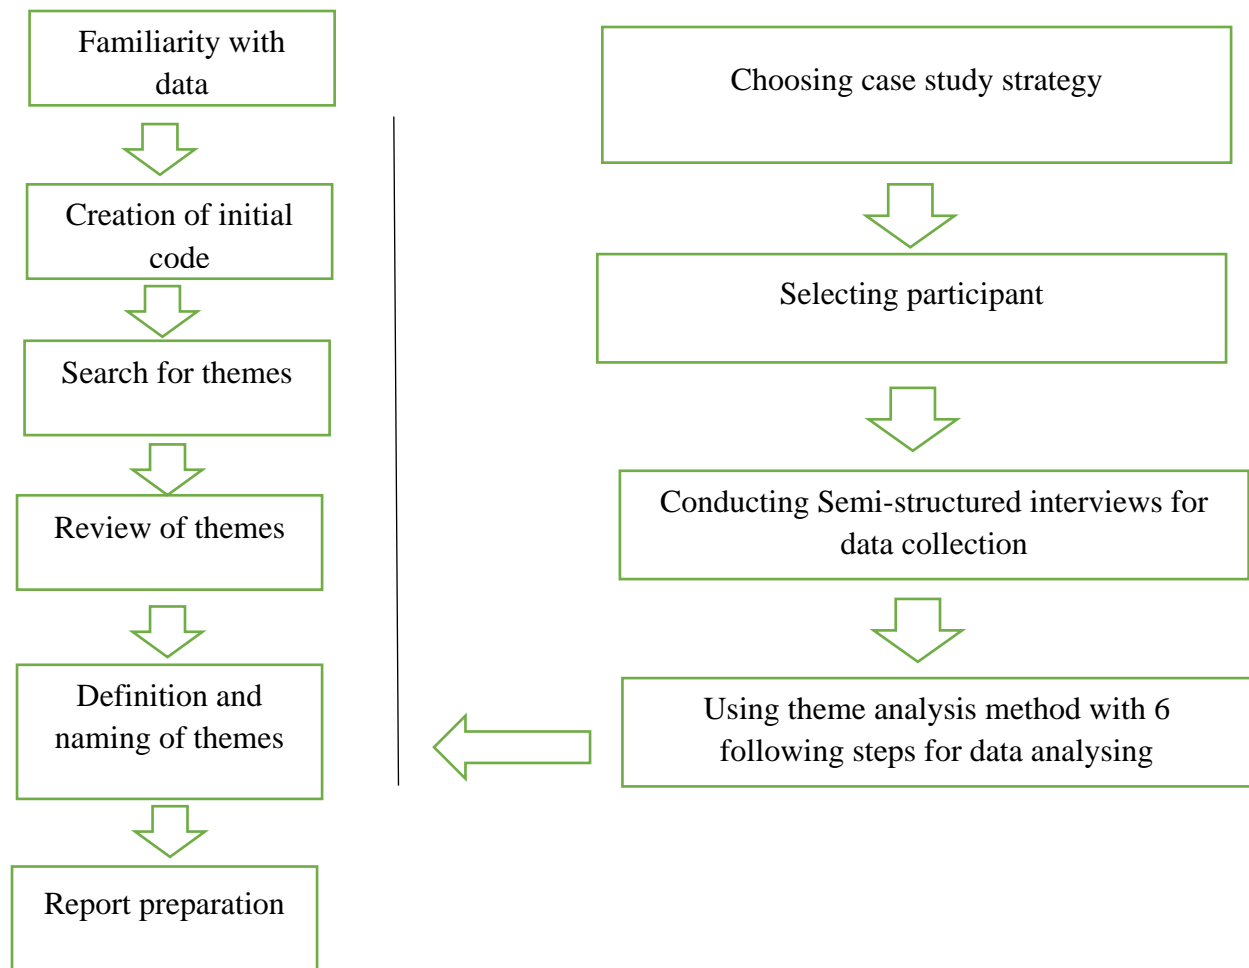 Familiarity with
data
Creation of initial
code
Search for themes
Review of themes
Definition and
naming of themes
Report preparation
Choosing case study strategy
Selecting participant
Conducting Semi-structured interviews for
data collection
Using theme analysis method with 6
following steps for data analysing